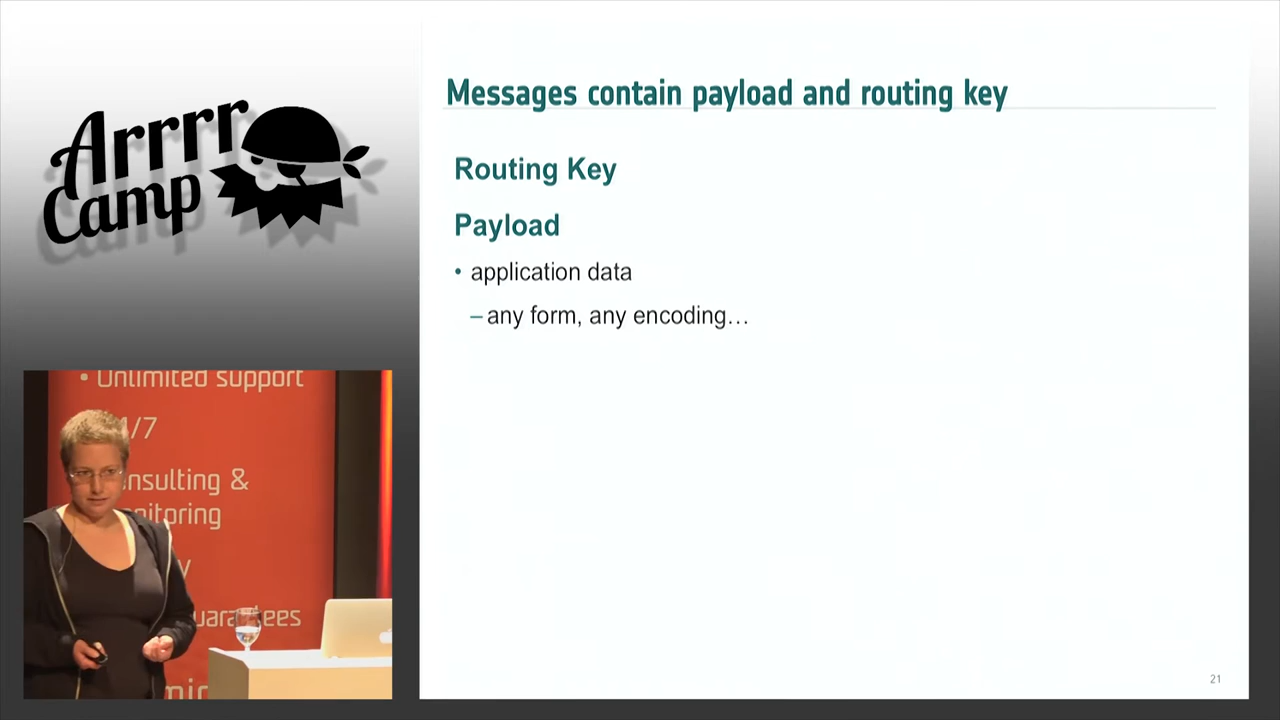 Arrrr
Camp
Messages contain payload and routing key
Routing Key
Payload
• application data
– any form, any encoding…
• Unlimited support
/7
nsulting &
nitoring
21